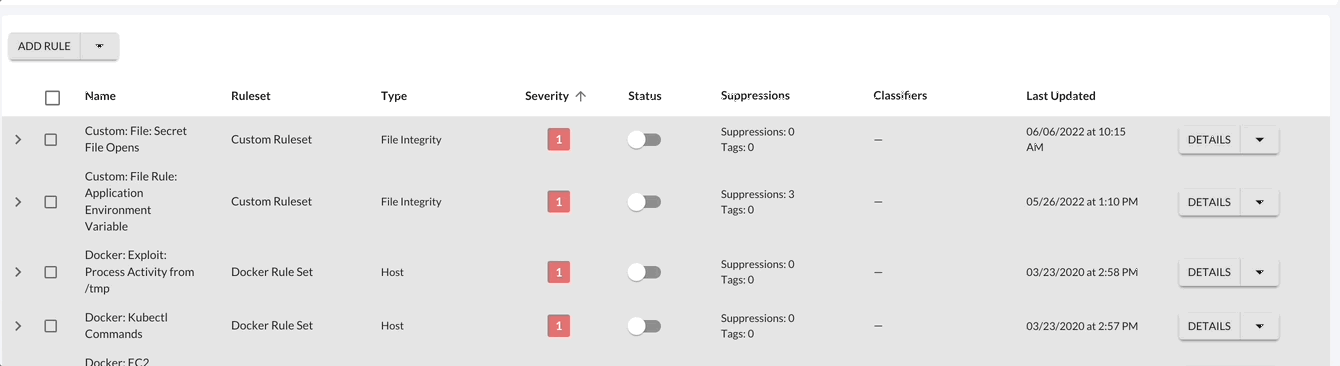 ADD RULE
Name Ruleset Type Severity Status Suppressions Classifiers Last Updated
Custom: File: Secret
File Opens
Custom Ruleset
File Integrity
1
Suppressions: 0
Tags: 0
—
06/06/2022 at 10:15
AM
DETAILS
Custom: File Rule:
Application
Environment
Variable
Custom Ruleset
File Integrity
1
Suppressions: 3
Tags: 0
—
05/26/2022 at 1:10 PM
DETAILS
Docker: Exploit:
Process Activity from
/tmp
Docker Rule Set
Host
1
Suppressions: 0
Tags: 0
—
03/23/2020 at 2:58 PM
DETAILS
Docker: Kubectl
Commands
Docker Rule Set
Host
1
Suppressions: 0
Tags: 0
—
03/23/2020 at 2:57 PM
DETAILS
Docker: EC2